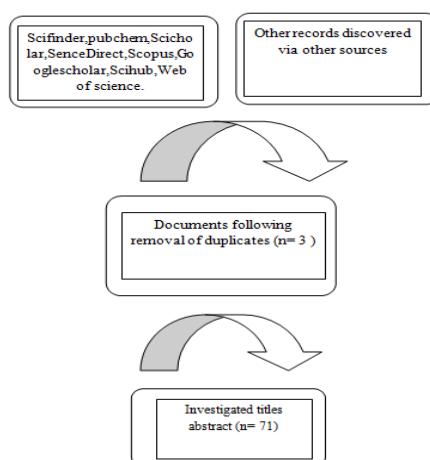 Scifinder,pubchem,Scicho
lar,SenceDirect,Scopus,Go
oglescholar,Scihub,Web
of science.
Other records discovered
via other sources
Documents following
removal of duplicates (n= 3 )
Investigated titles
abstract (n= 71)